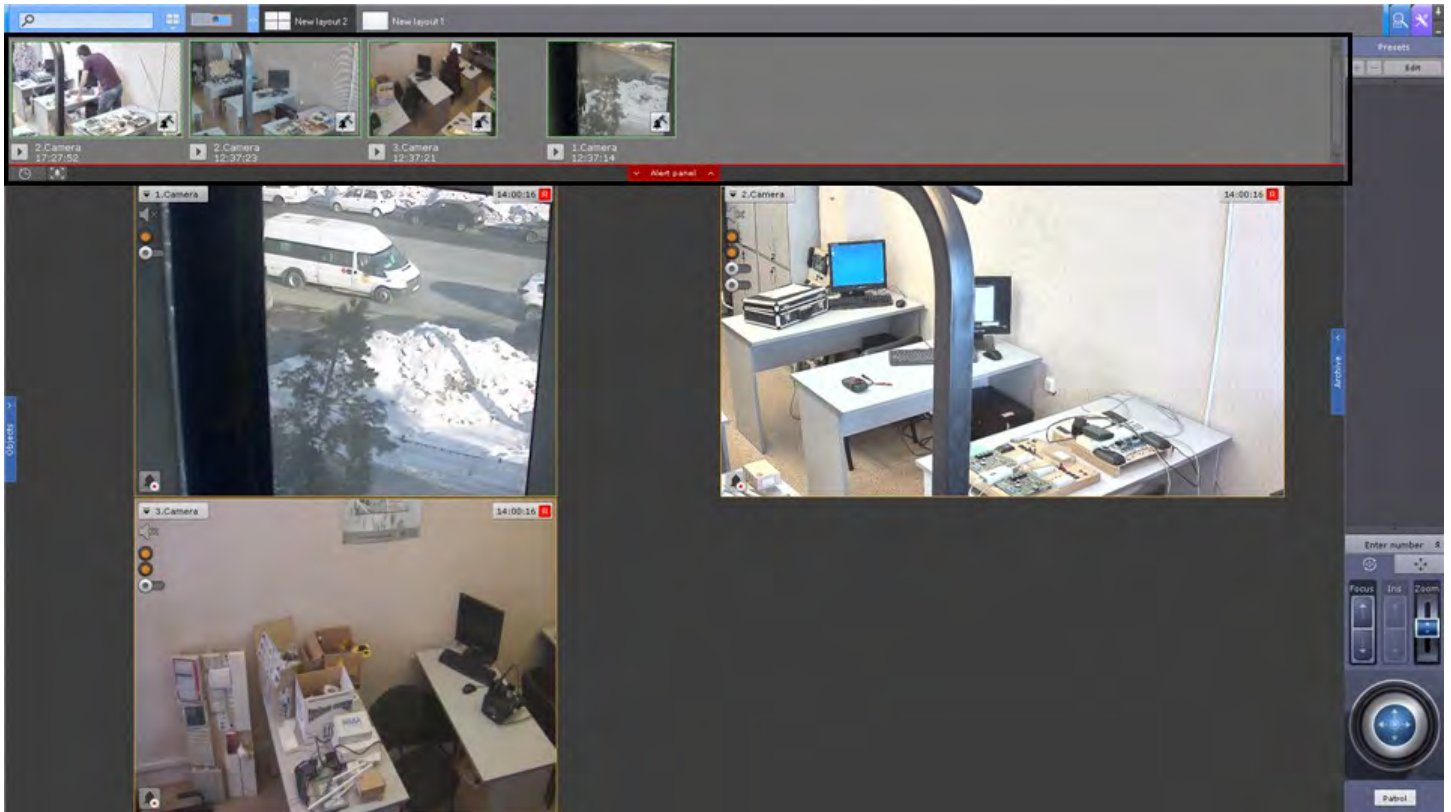 New layout 2
New layout 1
Presets
Edit
2.Camera
17:27:52
2.Camera
12:37:23
3.Camera
12:37:21
1.Camera
12:37:14
Alert panel
1.Camera
14:00:16
2.Camera
14:00:16
Objects
Archive
3.Camera
14:00:16
Enter number
Focus
Zoom
Patrol